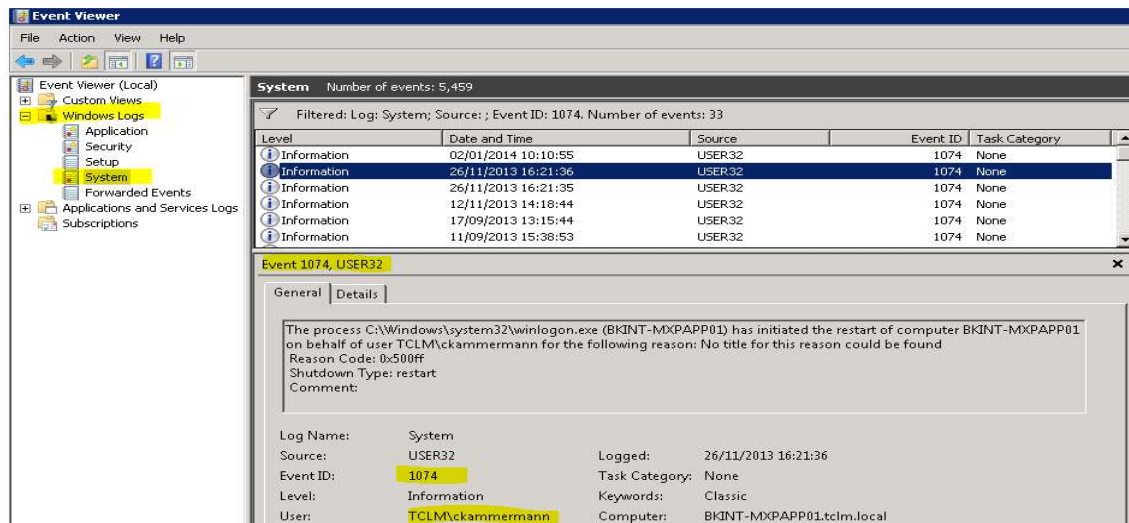 Event Viewer
File Action View Help
Event Viewer (Local)
Custom Views
Windows Logs
Application
Security
Setup
System
Forwarded Events
Applications and Services Logs
Subscriptions
System Number of events: 5,459
Filtered: Log: System; Source: ; Event ID: 1074. Number of events: 33
Level Date and Time Source Event ID Task Category
Information 02/01/2014 10:10:55 USER32 1074 None
Information 26/11/2013 16:21:36 USER32 1074 None
Information 26/11/2013 16:21:35 USER32 1074 None
Information 12/11/2013 14:18:44 USER32 1074 None
Information 17/09/2013 13:15:44 USER32 1074 None
Information 11/09/2013 15:38:53 USER32 1074 None
Event 1074, USER32
General Details
The process C:\Windows\system32\winlogon.exe (BKINT-MXPAPP01) has initiated the restart of computer BKINT-MXPAPP01
on behalf of user TCLM\ckammermann for the following reason: No title for this reason could be found
Reason Code: 0x500ff
Shutdown Type: restart
Comment:
Log Name: System
Source: USER32 Logged: 26/11/2013 16:21:36
Event ID: 1074 Task Category: None
Level: Information Keywords: Classic
User: TCLM\ckammermann Computer: BKINT-MXPAPP01.tclm.local